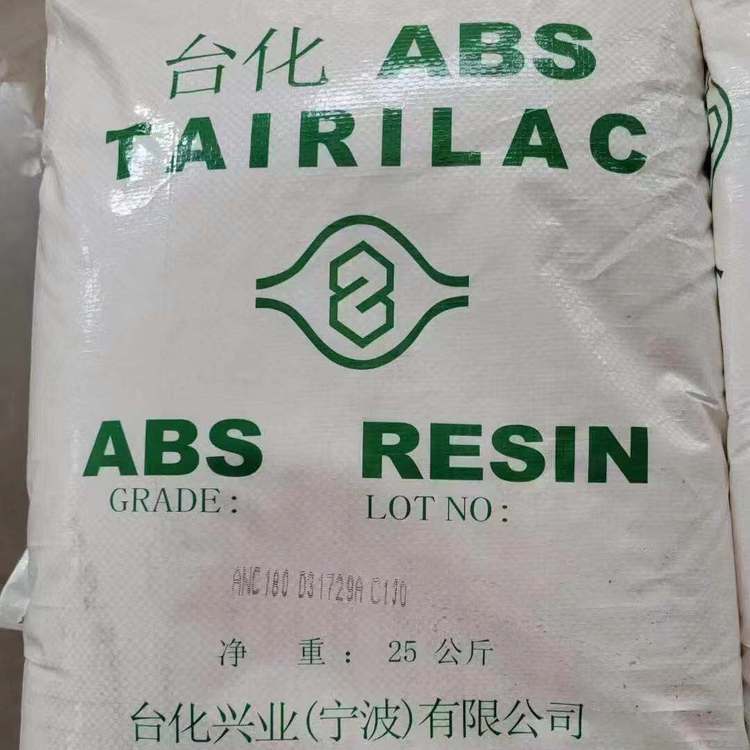 台化 ABS
TAIRILAC
ABS RESIN
GRADE: LOT NO:
ANC180 D31729A C110
净 重: 25 公斤
台化兴业(宁波)有限公司